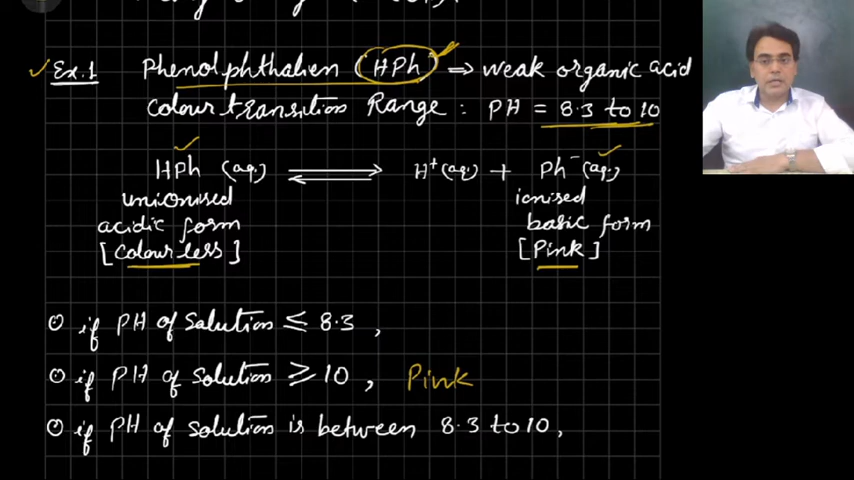 Ex.1 Phenolphthalien (HPh) ⇒ weak organic acid
Colour transition Range : PH = 8.3 to 10
HPh (aq.) ⇌ H⁺(aq.) + Ph⁻(aq.)
unionised ionised
acidic form basic form
[Colourless] [Pink]
if PH of Solution ≤ 8.3 ,
if PH of solution ≥ 10 , Pink
if PH of solution is between 8.3 to 10 ,